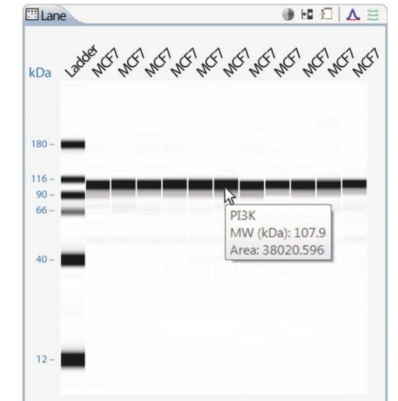 Lane
kDa
Ladder MCF7 MCF7 MCF7 MCF7 MCF7 MCF7 MCF7 MCF7 MCF7 MCF7 MCF7
180
116
90
66
40
12
PI3K
MW (kDa): 107.9
Area: 38020.596